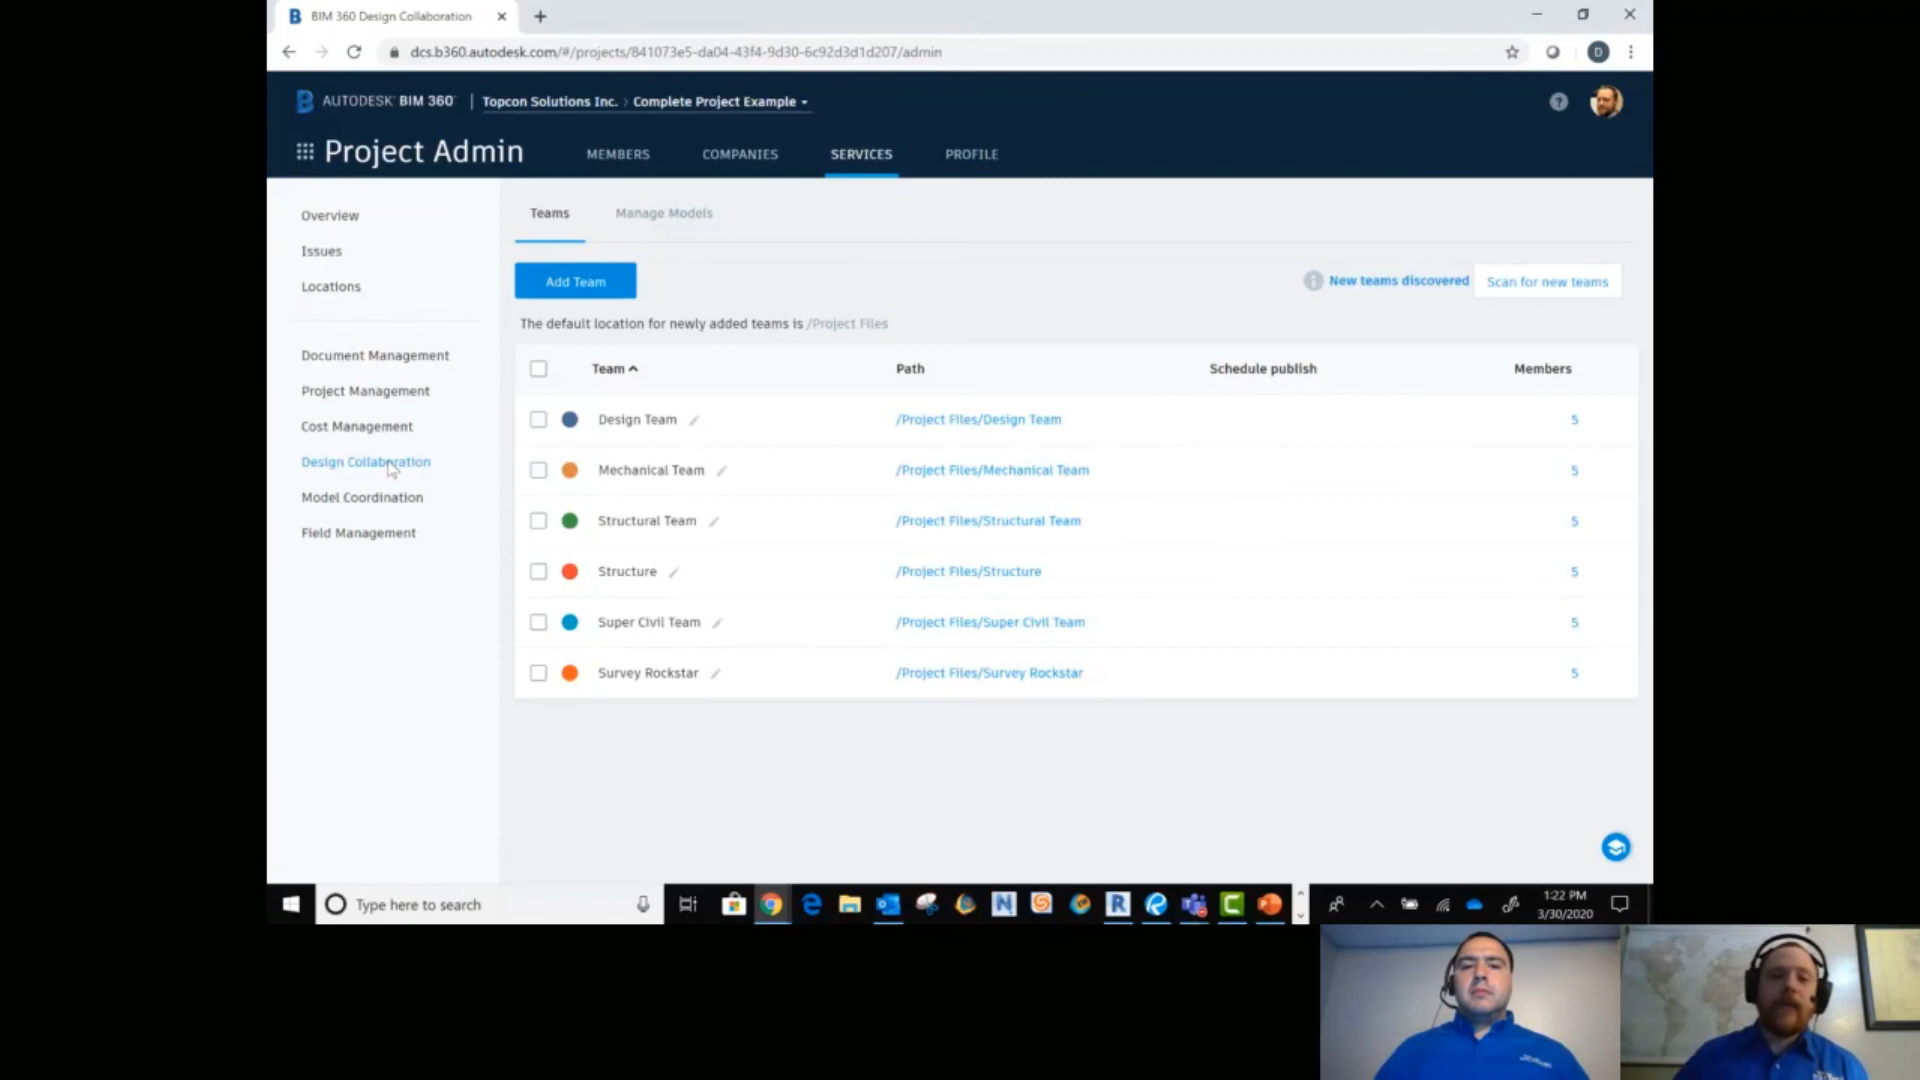 BIM 360 Design Collaboration
dcs.b360.autodesk.com/#/projects/841073e5-da04-43f4-9d30-6c92d3d1d207/admin
D
AUTODESK BIM 360 | Topcon Solutions Inc. > Complete Project Example
Project Admin MEMBERS COMPANIES SERVICES PROFILE
Overview
Issues
Locations
Document Management
Project Management
Cost Management
Design Collaboration
Model Coordination
Field Management
Teams Manage Models
Add Team
New teams discovered Scan for new teams
The default location for newly added teams is /Project Files
Team Path Schedule publish Members
Design Team /Project Files/Design Team 5
Mechanical Team /Project Files/Mechanical Team 5
Structural Team /Project Files/Structural Team 5
Structure /Project Files/Structure 5
Super Civil Team /Project Files/Super Civil Team 5
Survey Rockstar /Project Files/Survey Rockstar 5
Type here to search
1:22 PM
3/30/2020